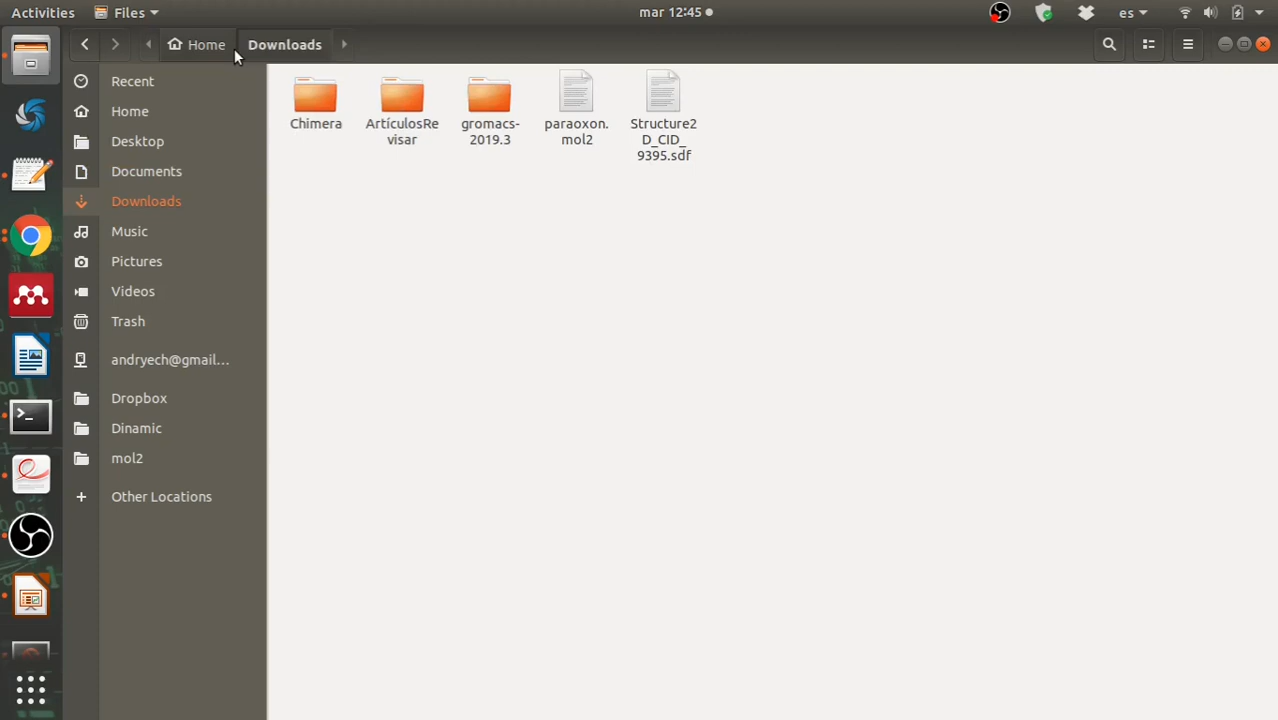 Activities Files mar 12:45 es
Home Downloads
Recent
Home
Desktop
Documents
Downloads
Music
Pictures
Videos
Trash
andryech@gmail...
Dropbox
Dinamic
mol2
Other Locations
Chimera
ArtículosRe
visar
gromacs-
2019.3
paraoxon.
mol2
Structure2
D_CID_
9395.sdf